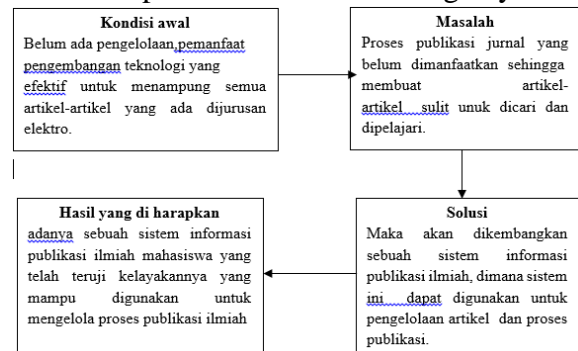 Kondisi awal
Belum ada pengelolaan,pemanfaat
pengembangan teknologi yang
efektif untuk menampung semua
artikel-artikel yang ada dijurusan
elektro.
Masalah
Proses publikasi jurnal yang
belum dimanfaatkan sehingga
membuat artikel-
artikel sulit unuk dicari dan
dipelajari.
Hasil yang di harapkan
adanya sebuah sistem informasi
publikasi ilmiah mahasiswa yang
telah teruji kelayakannya yang
mampu digunakan untuk
mengelola proses publikasi ilmiah
Solusi
Maka akan dikembangkan
sebuah sistem informasi
publikasi ilmiah, dimana sistem
ini dapat digunakan untuk
pengelolaan artikel dan proses
publikasi.